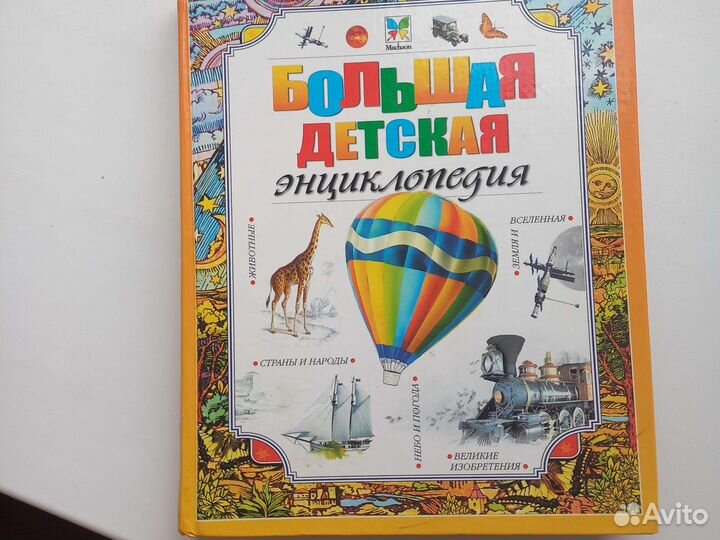 Machaon
БОЛЬШАЯ
ДЕТСКАЯ
энциклопедия
• ЖИВОТНЫЕ •
ВСЕЛЕННАЯ •
• ЗЕМЛЯ И
• СТРАНЫ И НАРОДЫ •
• НЕБО И ПОГОДА •
• ВЕЛИКИЕ
ИЗОБРЕТЕНИЯ •
Avito